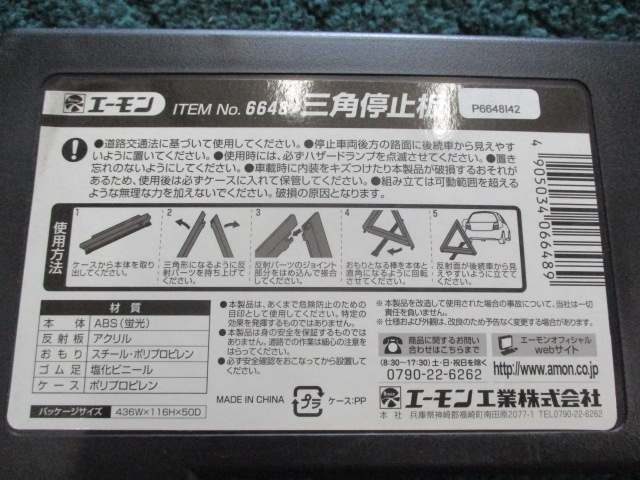 エーモン ITEM No. 6648 三角停止板 P6648142
●道路交通法に基づいて使用してください。●停止車両後方の路面に後続車から見えやす
いように置いてください。●使用時には、必ずハザードランプを点滅させてください。●置き
忘れのないようにしてください。●車載時に内装をキズつけたり本製品が破損するおそれ
があるため、使用後は必ずケースに入れて保管してください。●組み立ては可動範囲を超える
ような無理な力を加えないでください。破損の原因となります。
4 905034 066489
使用方法
1
ケースから本体を取り
出してください。
2
三角形になるように反
射パーツを持ち上げて
ください。
3
反射パーツのジョイント
部分をはめ込んで接合し
てください。
4
おもりとなる棒を本体と
直角になるように回転
させてください。
5
反射面が後続車から見
えやすいように立てて
ください。
材質
本体 ABS(蛍光)
反射板 アクリル
おもり スチール・ポリプロピレン
ゴム足 塩化ビニール
ケース ポリプロピレン
パッケージサイズ 436W×116H×50D
●本製品は、あくまで危険防止のための
目印として使用してください。特定の
効果を発揮するものではありません。
●本製品は身の安全を保証するもので
はありません。道路での作業は細心の注意を
はらってください。
●必ず安全確認をおこなってから設置して
ください。
MADE IN CHINA プラ ケース:PP
※本製品を改造して使用された場合の事故について、当社は一切
責任を負いません。
※仕様および外観は、改良のため予告なく変更する場合があります。
商品に関するお問い
合わせはこちらまで
(8:30～17:30)土・日・祝日を除く
0790-22-6262
エーモンオフィシャル
webサイト
http://www.amon.co.jp
エーモン工業株式会社
本社 兵庫県神崎郡福崎町南田原2077-1 TEL0790-22-6262